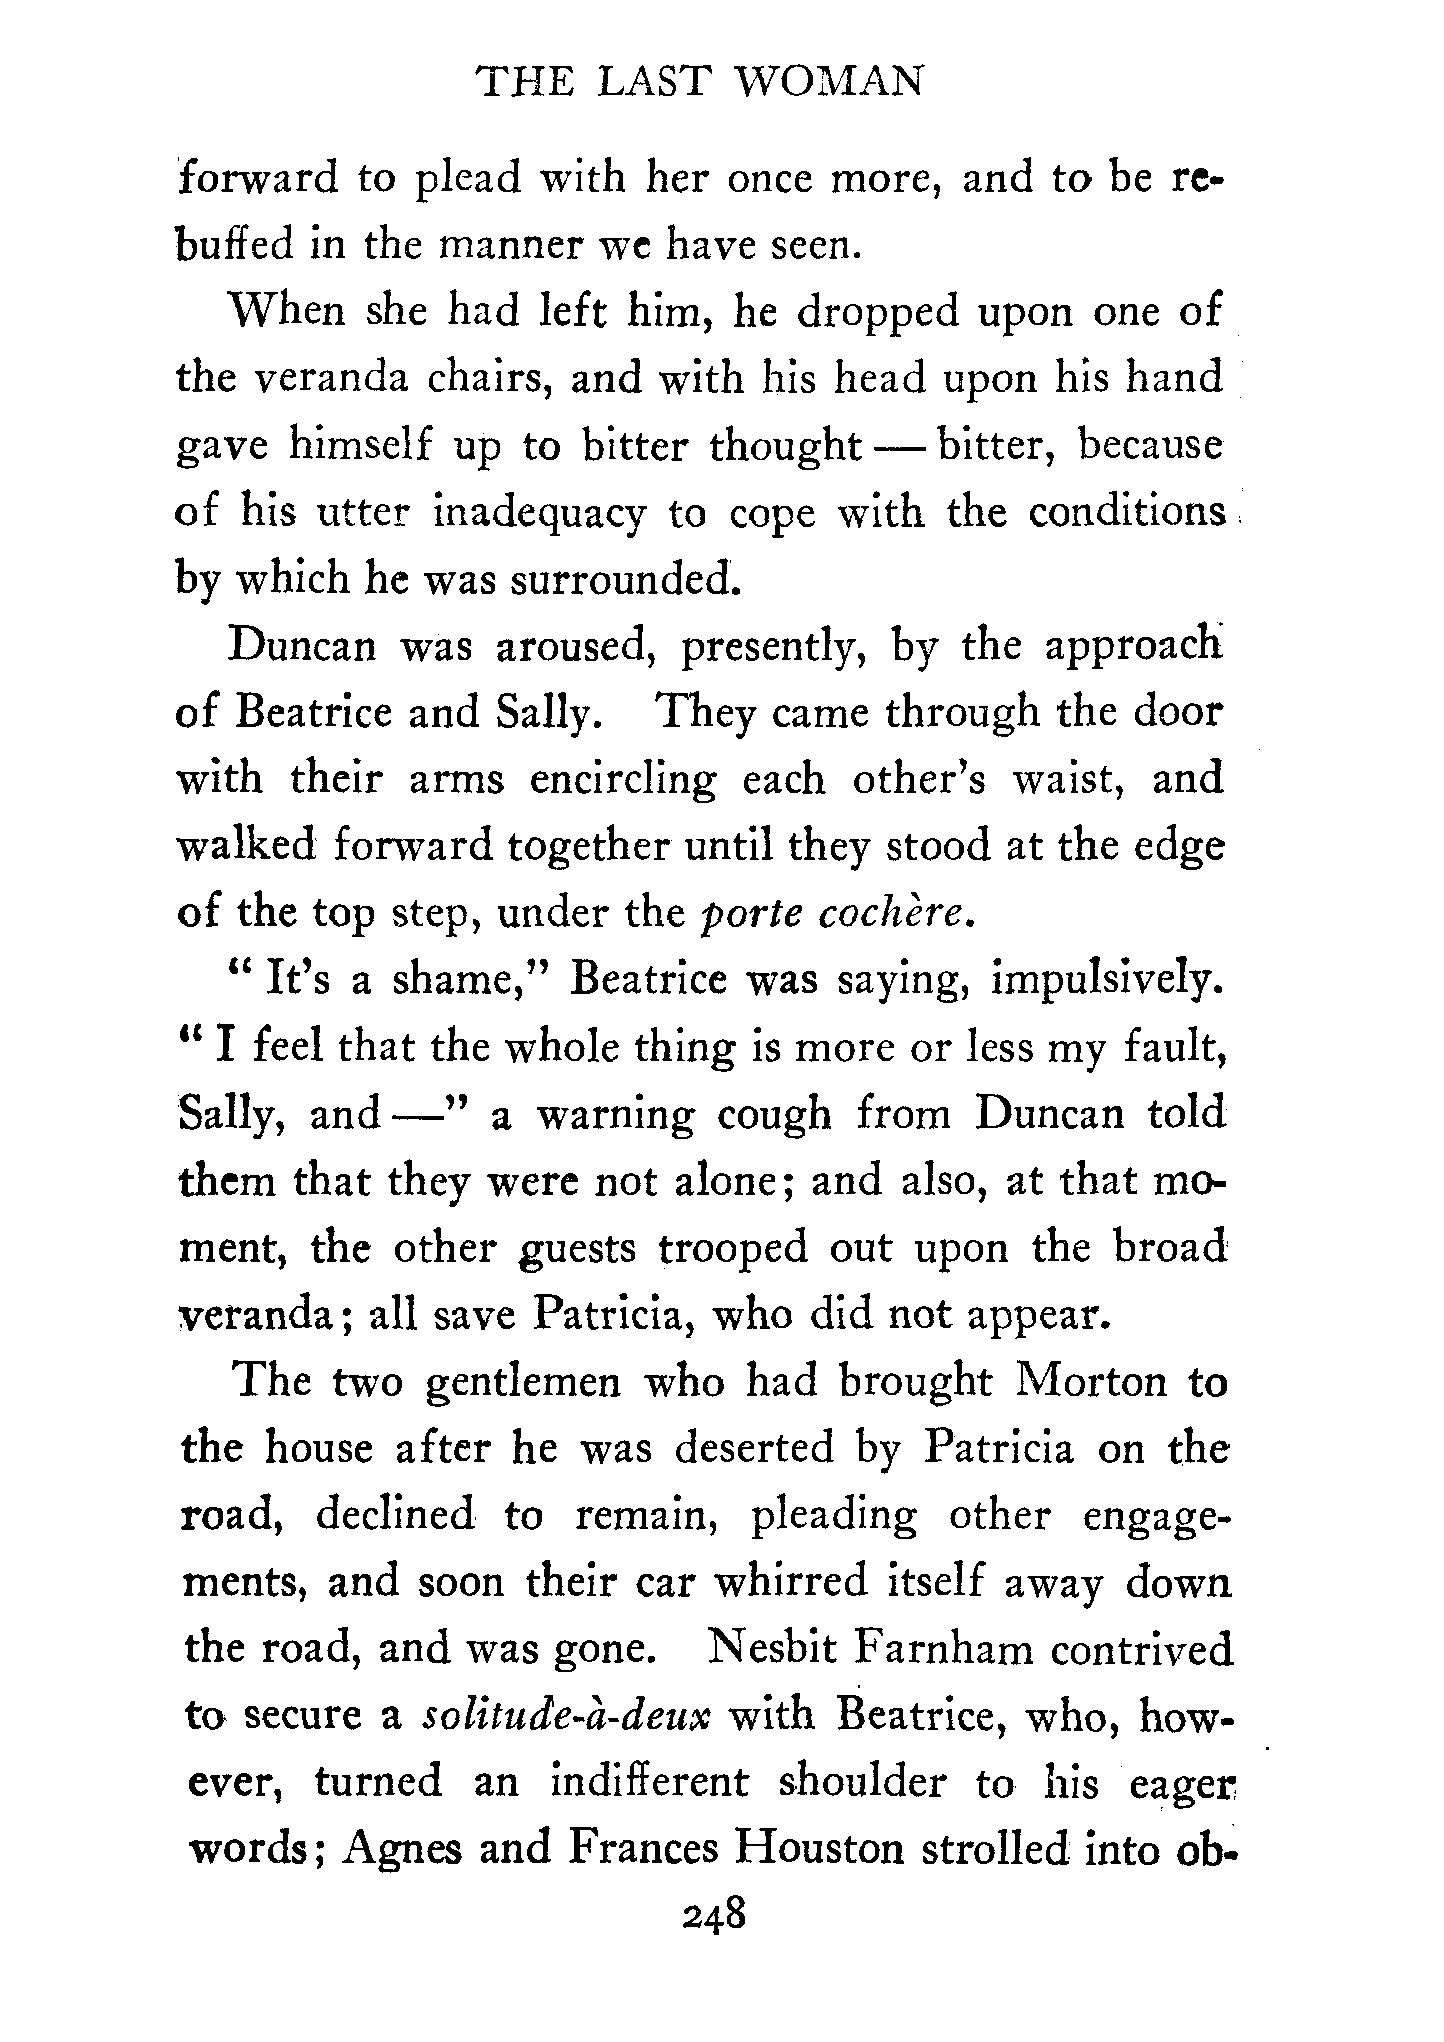 THE LAST WOMAN
forward to plead with her once more, and to be re-
buffed in the manner we have seen.
When she had left him, he dropped upon one of
the veranda chairs, and with his head upon his hand
gave himself up to bitter thought — bitter, because
of his utter inadequacy to cope with the conditions
by which he was surrounded.
Duncan was aroused, presently, by the approach
of Beatrice and Sally. They came through the door
with their arms encircling each other's waist, and
walked forward together until they stood at the edge
of the top step, under the porte cochère.
" It's a shame," Beatrice was saying, impulsively.
" I feel that the whole thing is more or less my fault,
Sally, and —" a warning cough from Duncan told
them that they were not alone; and also, at that mo-
ment, the other guests trooped out upon the broad
veranda; all save Patricia, who did not appear.
The two gentlemen who had brought Morton to
the house after he was deserted by Patricia on the
road, declined to remain, pleading other engage-
ments, and soon their car whirred itself away down
the road, and was gone. Nesbit Farnham contrived
to secure a solitude-à-deux with Beatrice, who, how-
ever, turned an indifferent shoulder to his eager
words; Agnes and Frances Houston strolled into ob-
248